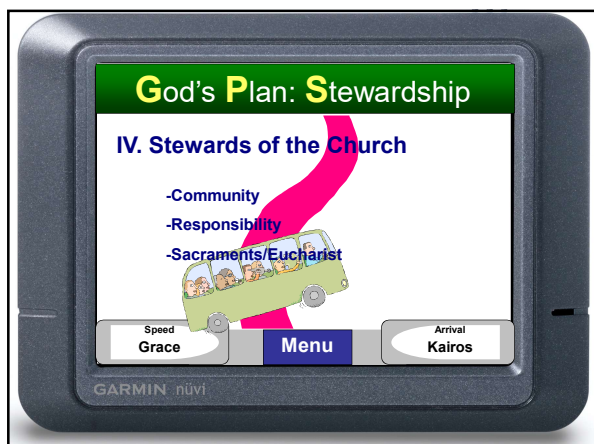 God's Plan: Stewardship
IV. Stewards of the Church
-Community
-Responsibility
-Sacraments/Eucharist
Speed
Grace
Menu
Arrival
Kairos
GARMIN nüvi